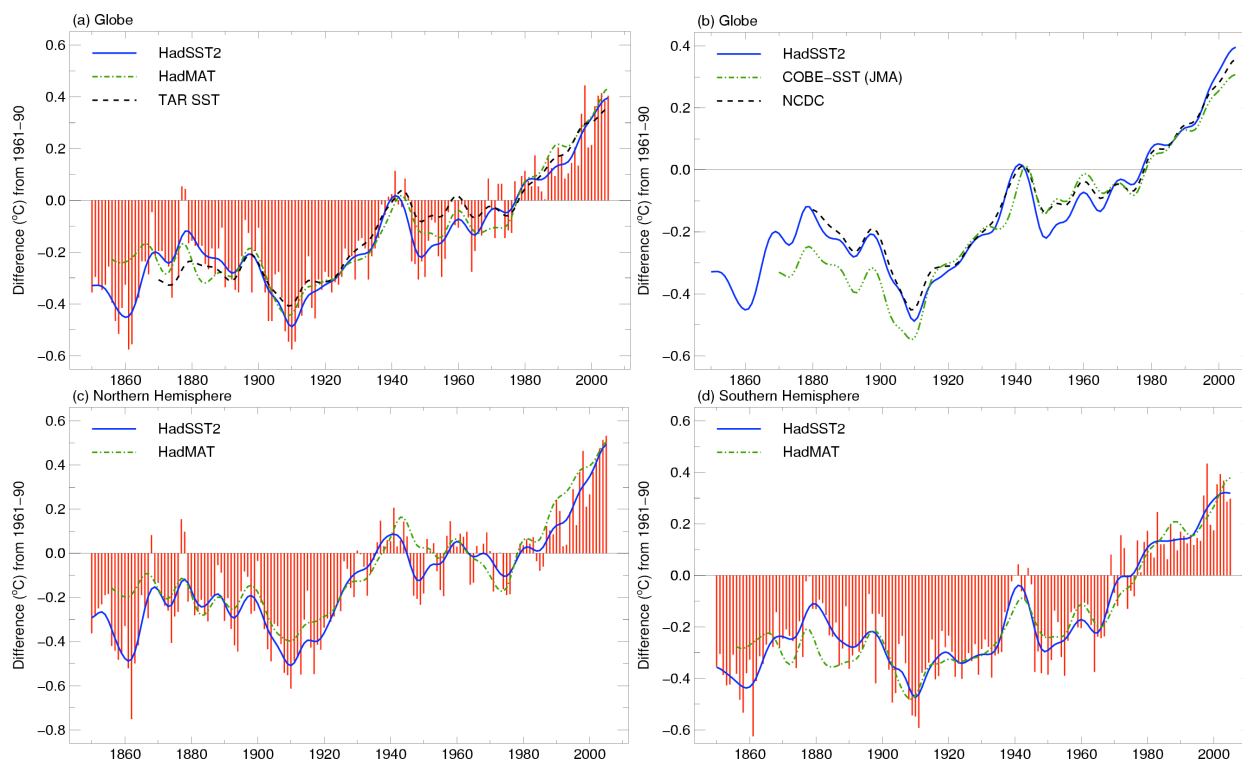 (a) Globe
HadSST2
HadMAT
TAR SST
Difference (°C) from 1961−90
0.6
0.4
0.2
0.0
−0.2
−0.4
−0.6
1860 1880 1900 1920 1940 1960 1980 2000
(b) Globe
HadSST2
COBE−SST (JMA)
NCDC
Difference (°C) from 1961−90
0.4
0.2
0.0
−0.2
−0.4
−0.6
1860 1880 1900 1920 1940 1960 1980 2000
(c) Northern Hemisphere
HadSST2
HadMAT
Difference (°C) from 1961−90
0.6
0.4
0.2
0.0
−0.2
−0.4
−0.6
−0.8
1860 1880 1900 1920 1940 1960 1980 2000
(d) Southern Hemisphere
HadSST2
HadMAT
Difference (°C) from 1961−90
0.6
0.4
0.2
0.0
−0.2
−0.4
−0.6
1860 1880 1900 1920 1940 1960 1980 2000